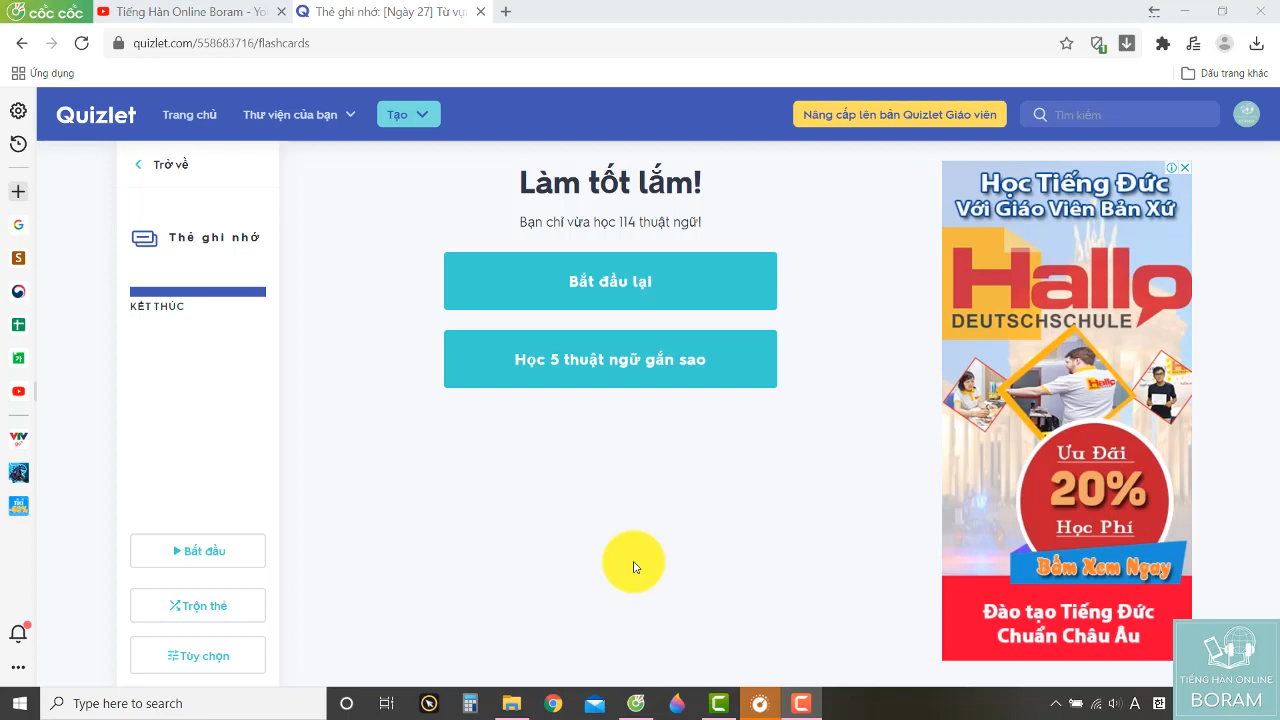 cốc cốc
Tiếng Hàn Online Boram - Yo
Thẻ ghi nhớ: [Ngày 27] Từ vự
quizlet.com/558683716/flashcards
Ứng dụng
Dấu trang khác
Quizlet
Trang chủ
Thư viện của bạn
Tạo
Nâng cấp lên bản Quizlet Giáo viên
Tìm kiếm
Trở về
Thẻ ghi nhớ
KẾT THÚC
Bắt đầu
Trộn thẻ
Tùy chọn
Làm tốt lắm!
Bạn chỉ vừa học 114 thuật ngữ!
Bắt đầu lại
Học 5 thuật ngữ gắn sao
Học Tiếng Đức
Với Giáo Viên Bản Xứ
Hallo
DEUTSCHSCHULE
Hallo
Ưu Đãi
20%
Học Phí
Bấm Xem Ngay
Đào tạo Tiếng Đức
Chuẩn Châu Âu
TIẾNG HÀN ONLINE
BORAM
Type here to search